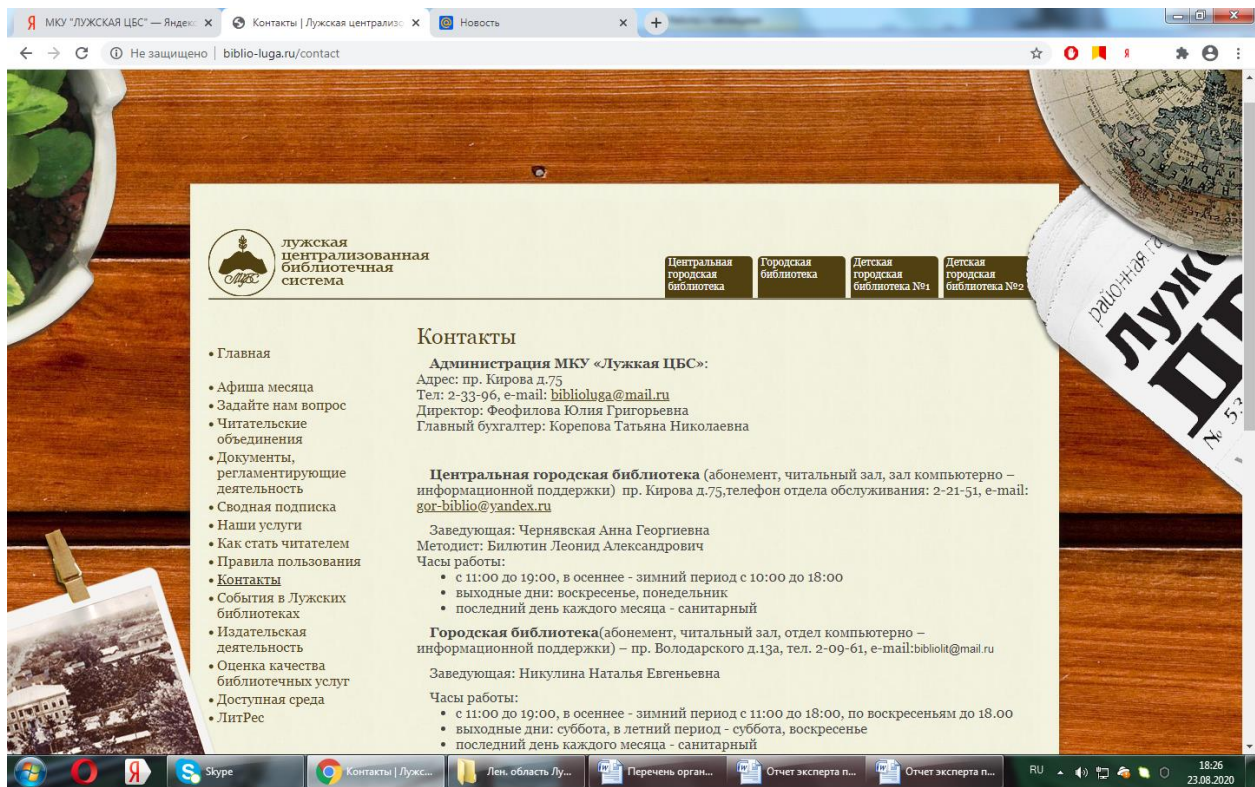 МКУ "ЛУЖСКАЯ ЦБС" — Яндекс
Контакты | Лужская централизо
Новость
Не защищено | biblio-luga.ru/contact
лужская
централизованная
библиотечная
система
Центральная
городская
библиотека
Городская
библиотека
Детская
городская
библиотека №1
Детская
городская
библиотека №2
районная
Лужс
№ 53
• Главная
• Афиша месяца
• Задайте нам вопрос
• Читательские
объединения
• Документы,
регламентирующие
деятельность
• Сводная подписка
• Наши услуги
• Как стать читателем
• Правила пользования
• Контакты
• События в Лужских
библиотеках
• Издательская
деятельность
• Оценка качества
библиотечных услуг
• Доступная среда
• ЛитРес
Контакты
Администрация МКУ «Лужкая ЦБС»:
Адрес: пр. Кирова д.75
Тел: 2-33-96, e-mail: biblioluga@mail.ru
Директор: Феофилова Юлия Григорьевна
Главный бухгалтер: Корепова Татьяна Николаевна
Центральная городская библиотека (абонемент, читальный зал, зал компьютерно –
информационной поддержки) пр. Кирова д.75,телефон отдела обслуживания: 2-21-51, e-mail:
gor-biblio@yandex.ru
Заведующая: Чернявская Анна Георгиевна
Методист: Билютин Леонид Александрович
Часы работы:
• с 11:00 до 19:00, в осеннее - зимний период с 10:00 до 18:00
• выходные дни: воскресенье, понедельник
• последний день каждого месяца - санитарный
Городская библиотека(абонемент, читальный зал, отдел компьютерно –
информационной поддержки) – пр. Володарского д.13а, тел. 2-09-61, e-mail:bibliolit@mail.ru
Заведующая: Никулина Наталья Евгеньевна
Часы работы:
• с 11:00 до 19:00, в осеннее - зимний период с 11:00 до 18:00, по воскресеньям до 18.00
• выходные дни: суббота, в летний период - суббота, воскресенье
• последний день каждого месяца - санитарный
Skype
Контакты | Лужс...
Лен. область Лу...
Перечень орган...
Отчет эксперта п...
Отчет эксперта п...
RU
18:26
23.08.2020